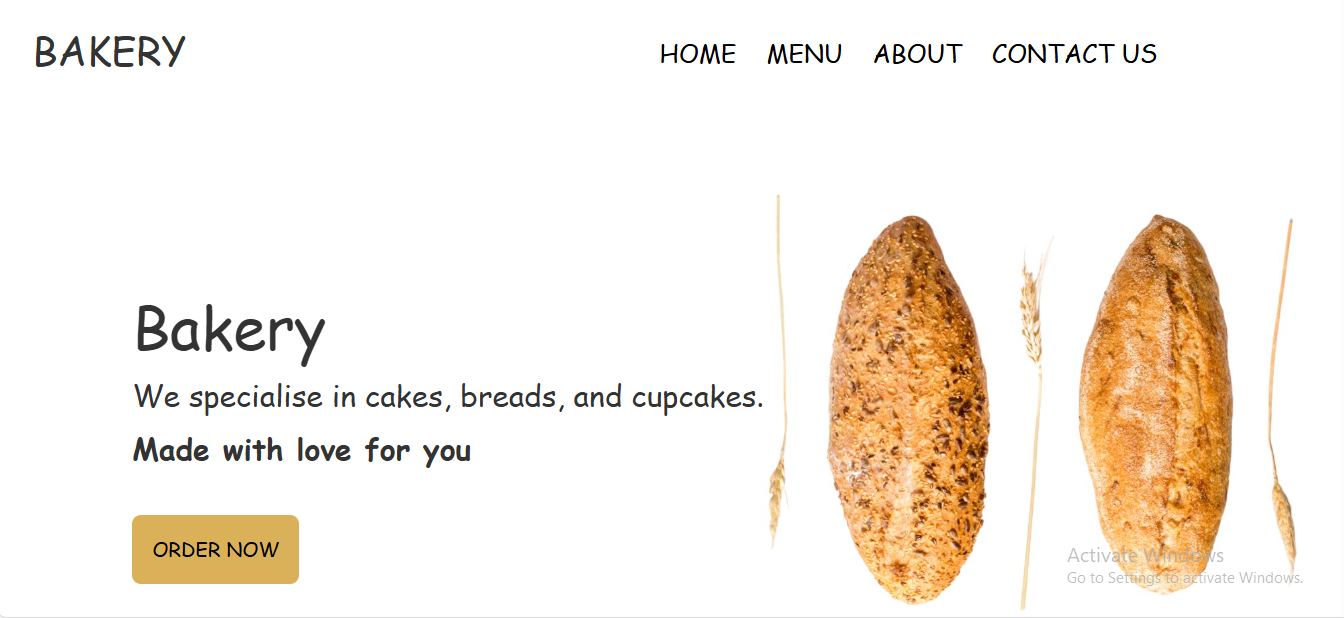 BAKERY
HOME MENU ABOUT CONTACT US
Bakery
We specialise in cakes, breads, and cupcakes.
Made with love for you
ORDER NOW
Activate Windows
Go to Settings to activate Windows.